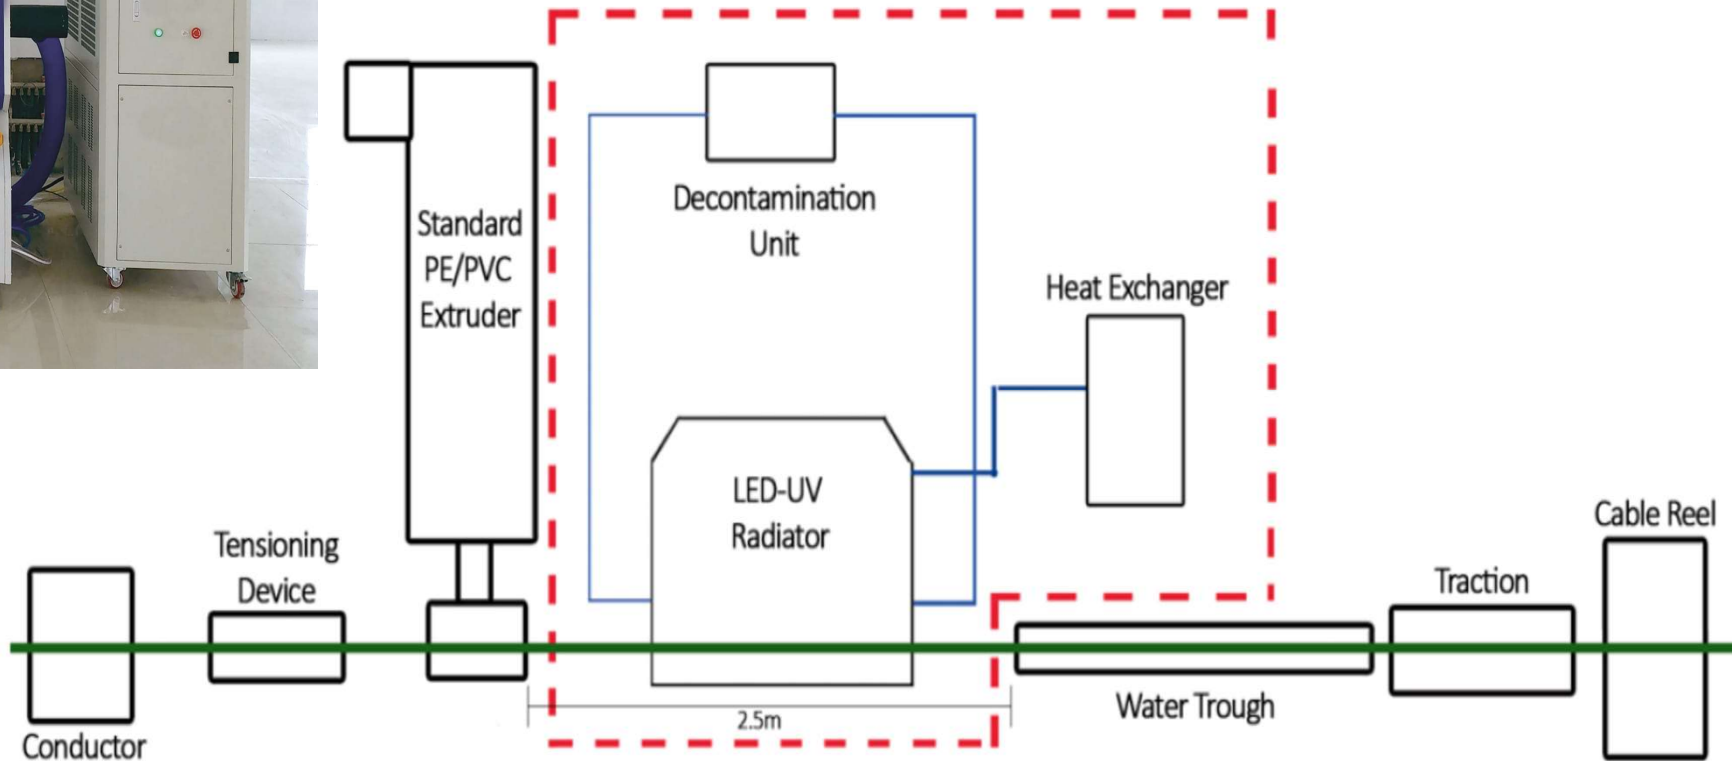 Standard
PE/PVC
Extruder
Decontamination
Unit
Heat Exchanger
LED-UV
Radiator
Cable Reel
Tensioning
Device
Traction
Water Trough
2.5m
Conductor